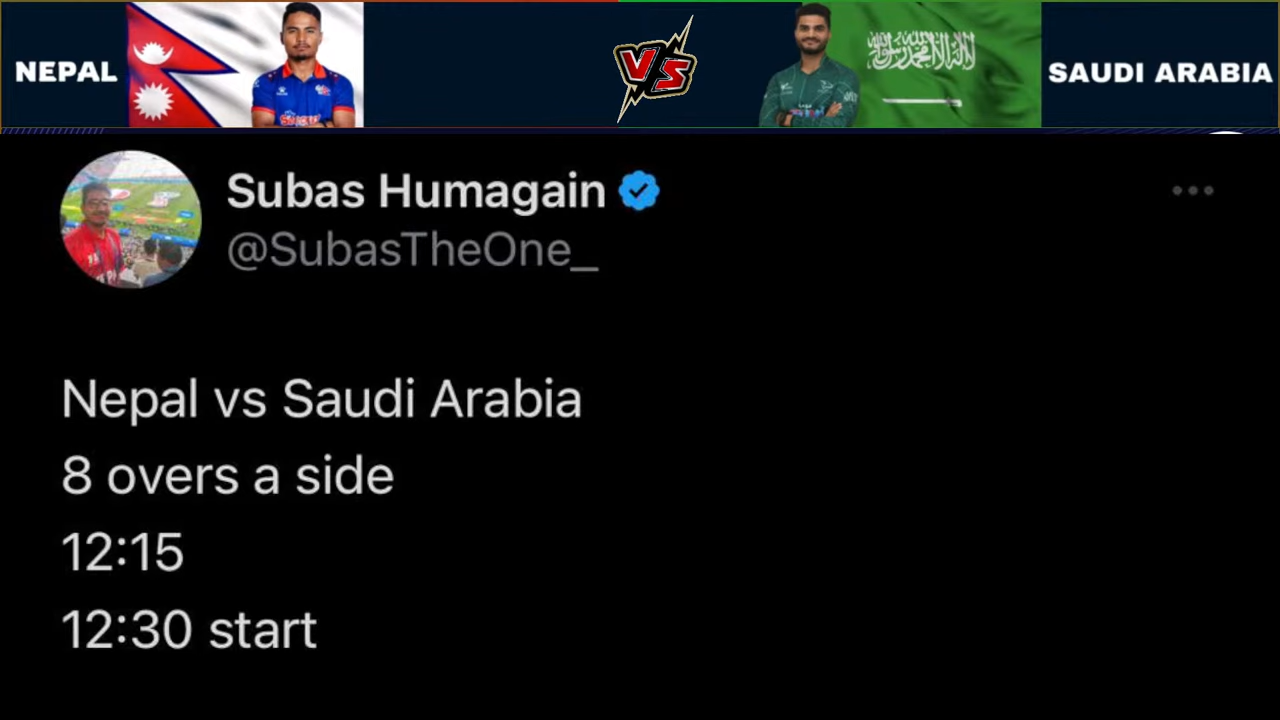 NEPAL
VS
SAUDI ARABIA
Subas Humagain
@SubasTheOne_
Nepal vs Saudi Arabia
8 overs a side
12:15
12:30 start